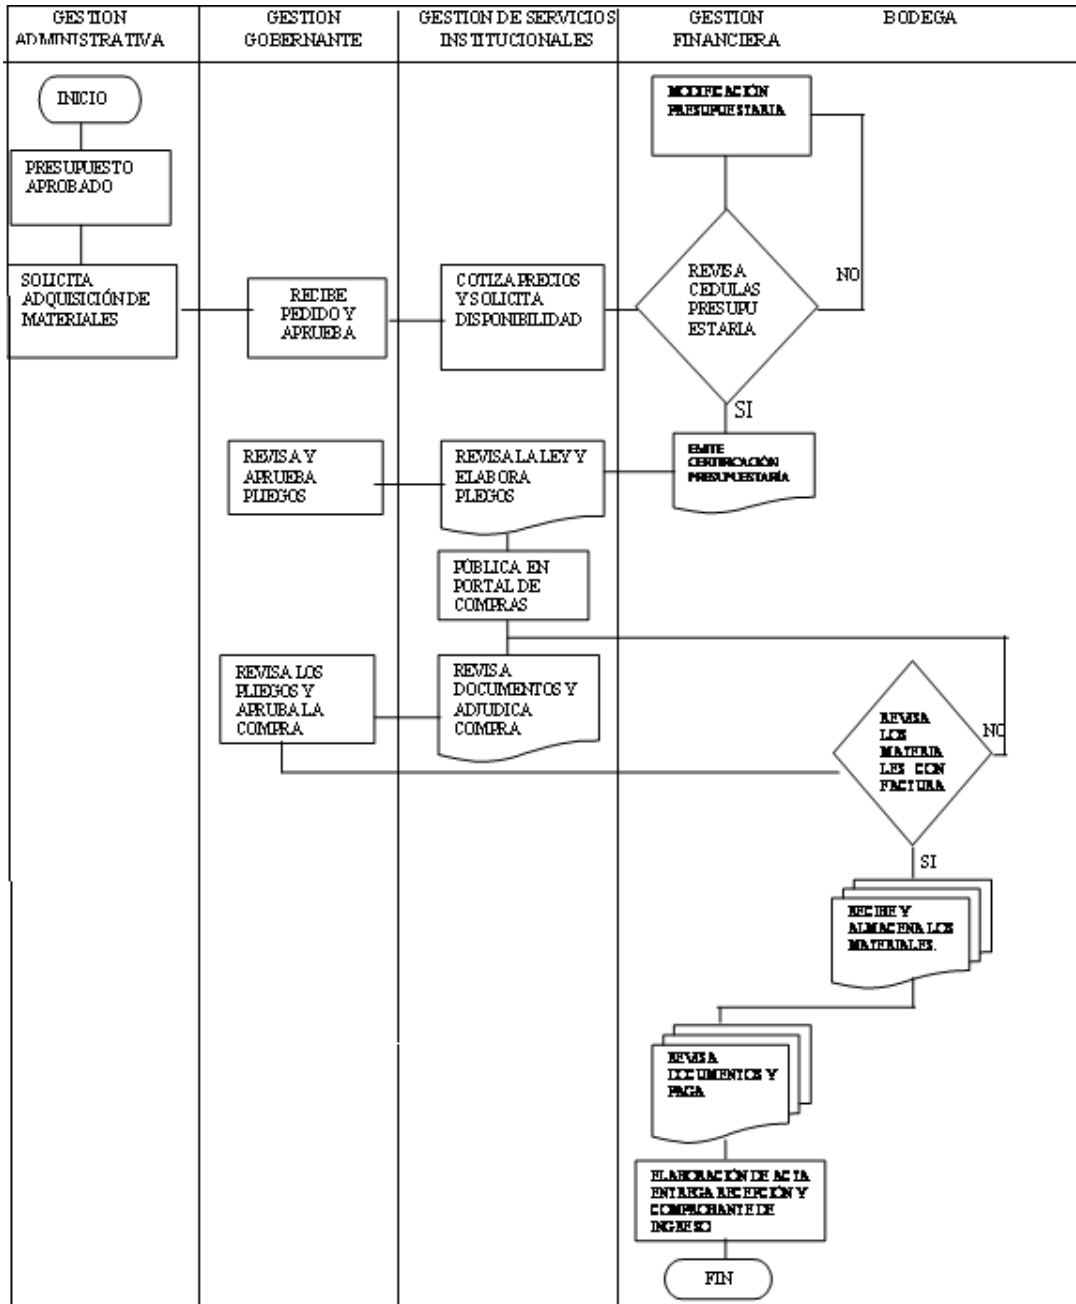 GESTION
ADMINISTRATIVA
GESTION
GOBERNANTE
GESTION DE SERVICIOS
INSTITUCIONALES
GESTION
FINANCIERA
BODEGA
INICIO
PRESUPUESTO
APROBADO
SOLICITA
ADQUISICIÓN DE
MATERIALES
RECIBE
PEDIDO Y
APRUEBA
COTIZA PRECIOS
Y SOLICITA
DISPONIBILIDAD
MODIFICACIÓN
PRESUPUESTARIA
REVISA
CEDULAS
PRESUPU
ESTARIA
NO
SI
EMITE
CERTIFICACIÓN
PRESUPUESTARÍA
REVISA LA LEY Y
ELABORA
PLEGOS
REVISA Y
APRUEBA
PLIEGOS
PÚBLICA EN
PORTAL DE
COMPRAS
REVISA
DOCUMENTOS Y
ADJUDICA
COMPRA
REVISA LOS
PLIEGOS Y
APRUBA LA
COMPRA
REVISA
LOS
MATERIA
LES CON
FACTURA
NO
SI
RECIBE Y
ALMACENA LOS
MATERIALES.
REVISA
DOCUMENTOS Y
PAGA
ELABORACIÓN DE ACTA
ENTREGA RECEPCIÓN Y
COMPROBANTE DE
INGRESO
FIN